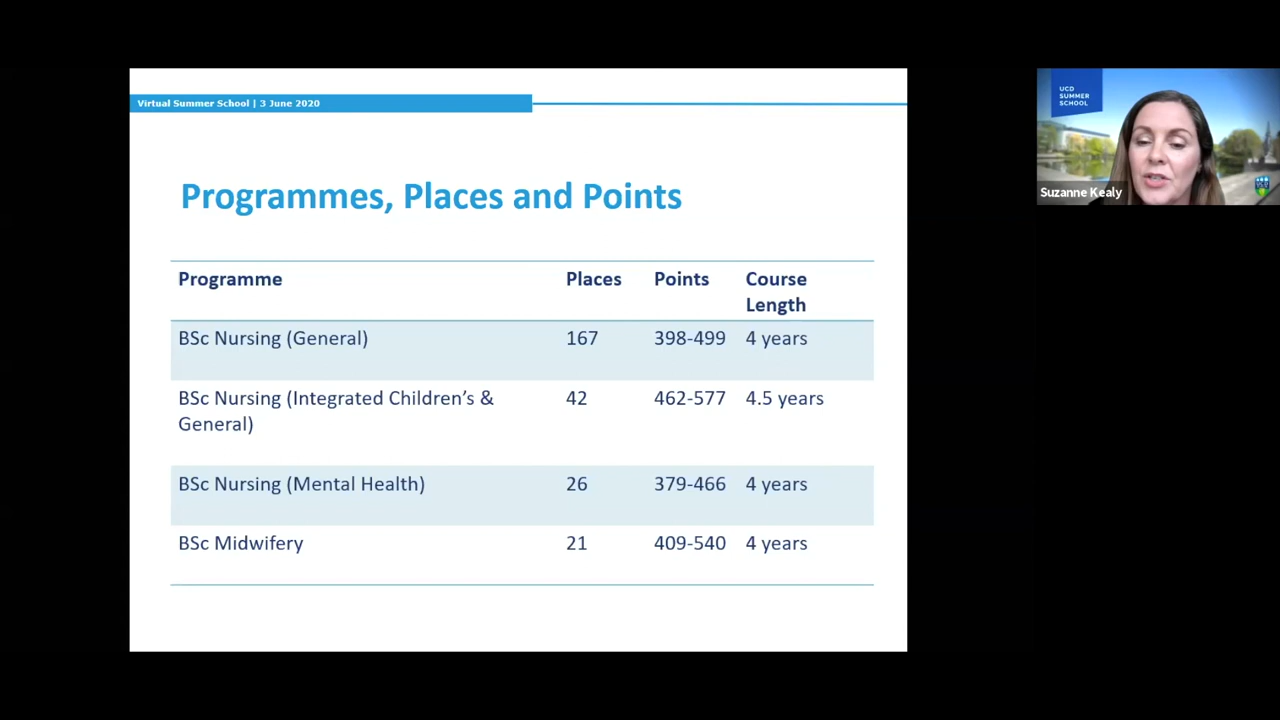 Virtual Summer School | 3 June 2020
UCD
SUMMER
SCHOOL
Suzanne Kealy
Programmes, Places and Points
Programme Places Points Course Length
BSc Nursing (General) 167 398-499 4 years
BSc Nursing (Integrated Children’s & General) 42 462-577 4.5 years
BSc Nursing (Mental Health) 26 379-466 4 years
BSc Midwifery 21 409-540 4 years